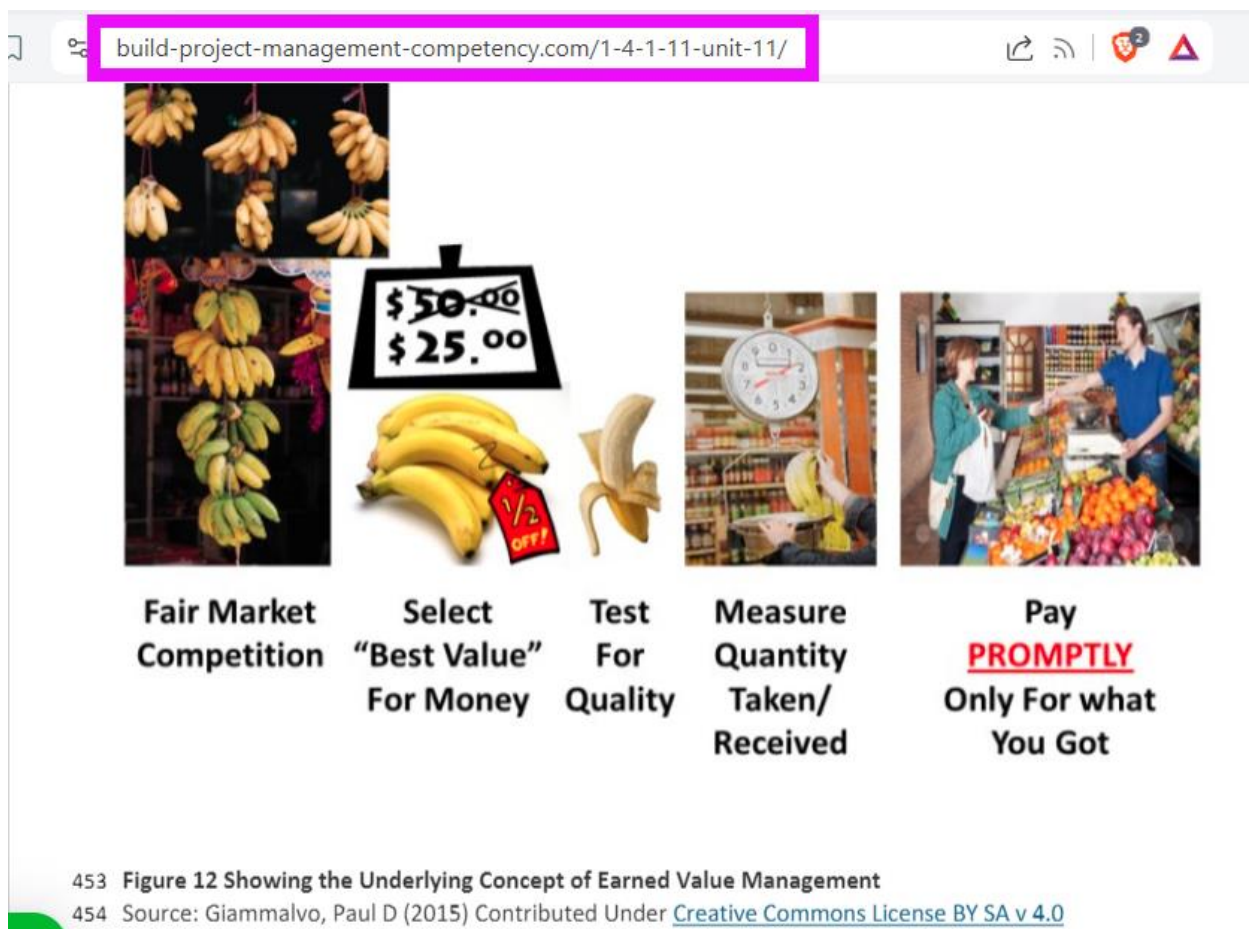 build-project-management-competency.com/1-4-1-11-unit-11/
2
$50.00
$25.00
1/2
OFF!
Fair Market
Competition
Select
“Best Value”
For Money
Test
For
Quality
Measure
Quantity
Taken/
Received
Pay
PROMPTLY
Only For what
You Got
453 Figure 12 Showing the Underlying Concept of Earned Value Management
454 Source: Giammalvo, Paul D (2015) Contributed Under Creative Commons License BY SA v 4.0